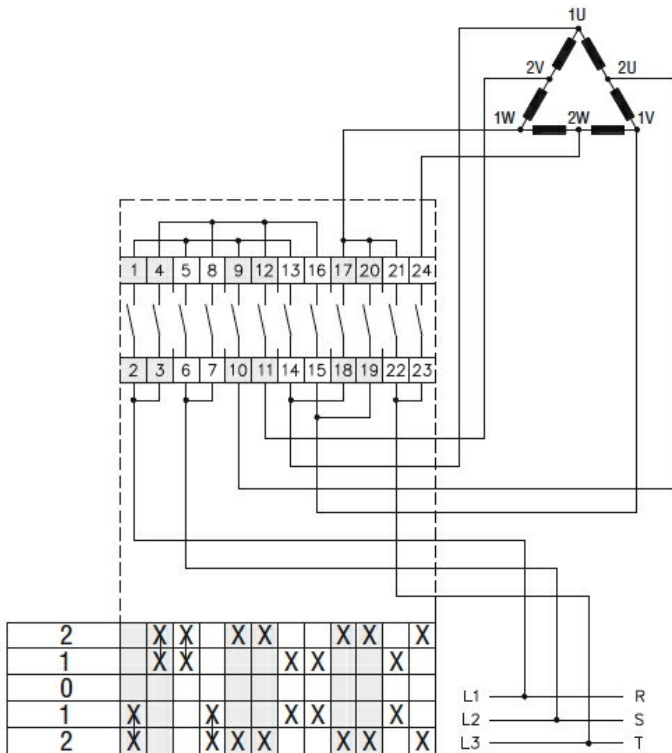 1U
2V 2U
1W 2W 1V
1 4 5 8 9 12 13 16 17 20 21 24
2 3 6 7 10 11 14 15 18 19 22 23
2 X X X X X X X
1 X X X X X
0
1 X X X X X
2 X X X X X X X
L1 R
L2 S
L3 T